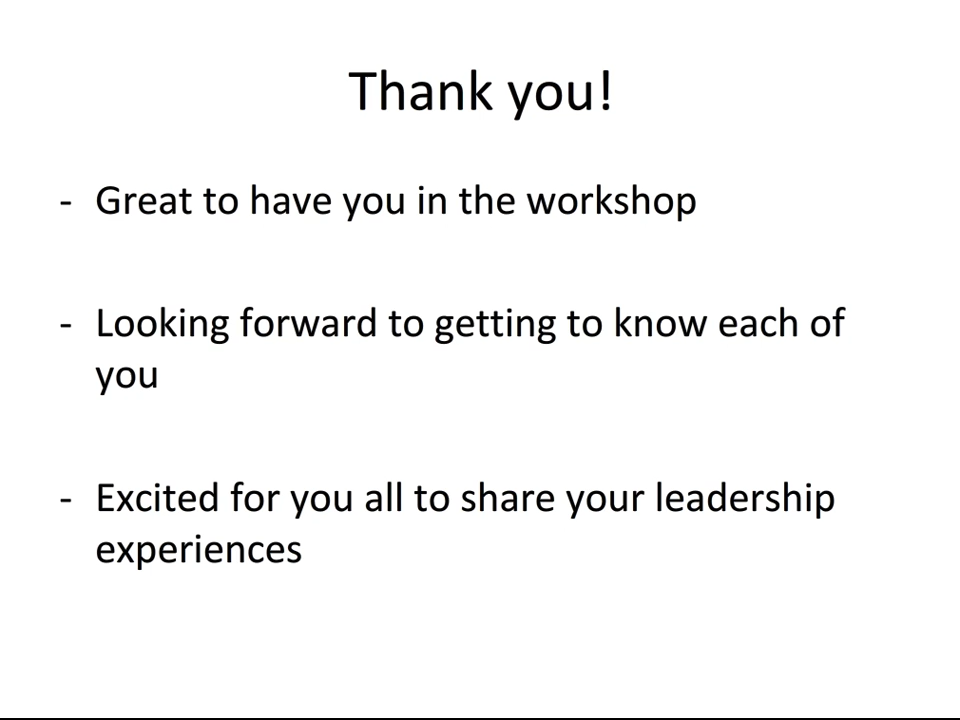 Thank you!
- Great to have you in the workshop
- Looking forward to getting to know each of
you
- Excited for you all to share your leadership
experiences